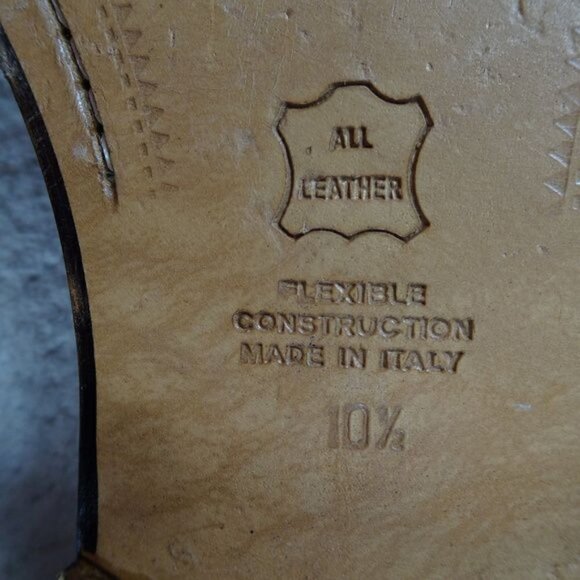 ALL
LEATHER
FLEXIBLE
CONSTRUCTION
MADE IN ITALY
10½